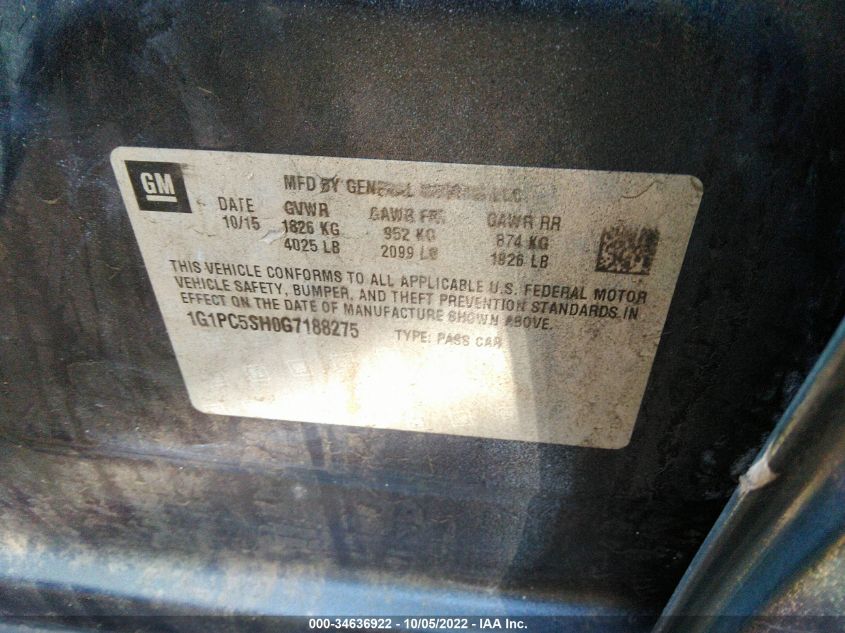 GM
MFD BY GENERAL MOTORS LLC
DATE GVWR GAWR FRT GAWR RR
10/15 1826 KG 952 KG 874 KG
4025 LB 2099 LB 1926 LB
THIS VEHICLE CONFORMS TO ALL APPLICABLE U.S. FEDERAL MOTOR
VEHICLE SAFETY, BUMPER, AND THEFT PREVENTION STANDARDS IN
EFFECT ON THE DATE OF MANUFACTURE SHOWN ABOVE.
1G1PC5SH0G7188275 TYPE: PASS CAR
000-34636922 - 10/05/2022 - IAA Inc.